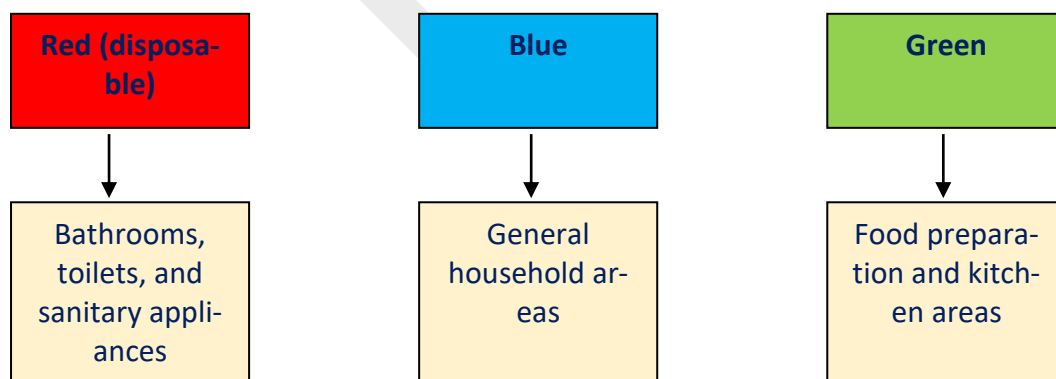 Red (disposa-
ble)
Blue
Green
Bathrooms,
toilets, and
sanitary appli-
ances
General
household ar-
eas
Food prepara-
tion and kitch-
en areas